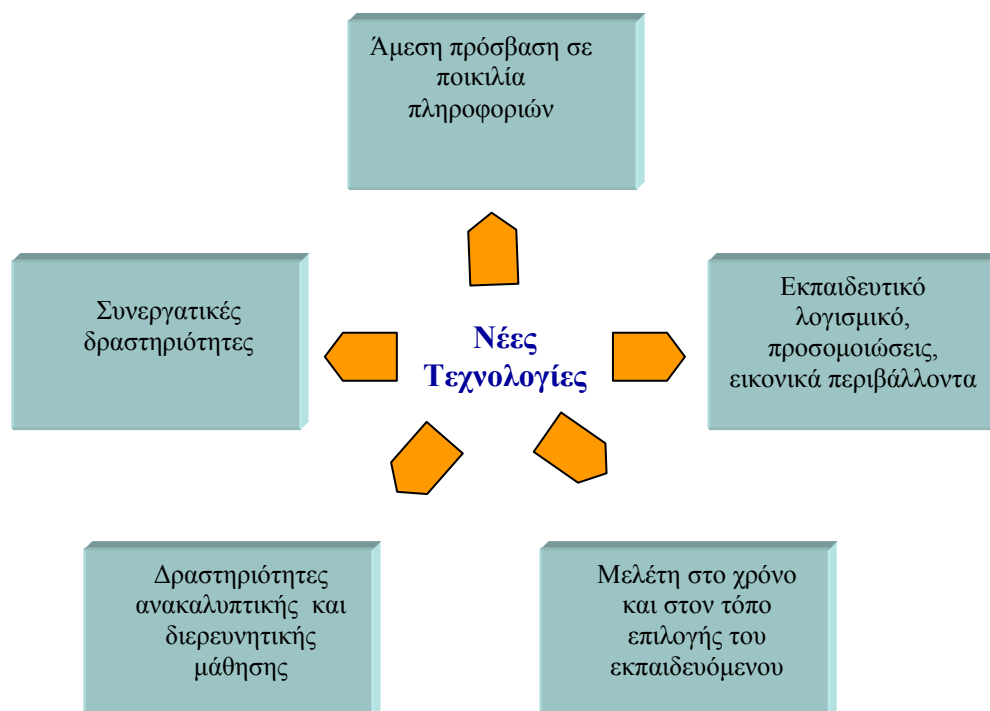 Άμεση πρόσβαση σε
ποικιλία
πληροφοριών
Συνεργατικές
δραστηριότητες
Νέες
Τεχνολογίες
Εκπαιδευτικό
λογισμικό,
προσομοιώσεις,
εικονικά περιβάλλοντα
Δραστηριότητες
ανακαλυπτικής και
διερευνητικής
μάθησης
Μελέτη στο χρόνο
και στον τόπο
επιλογής του
εκπαιδευόμενου